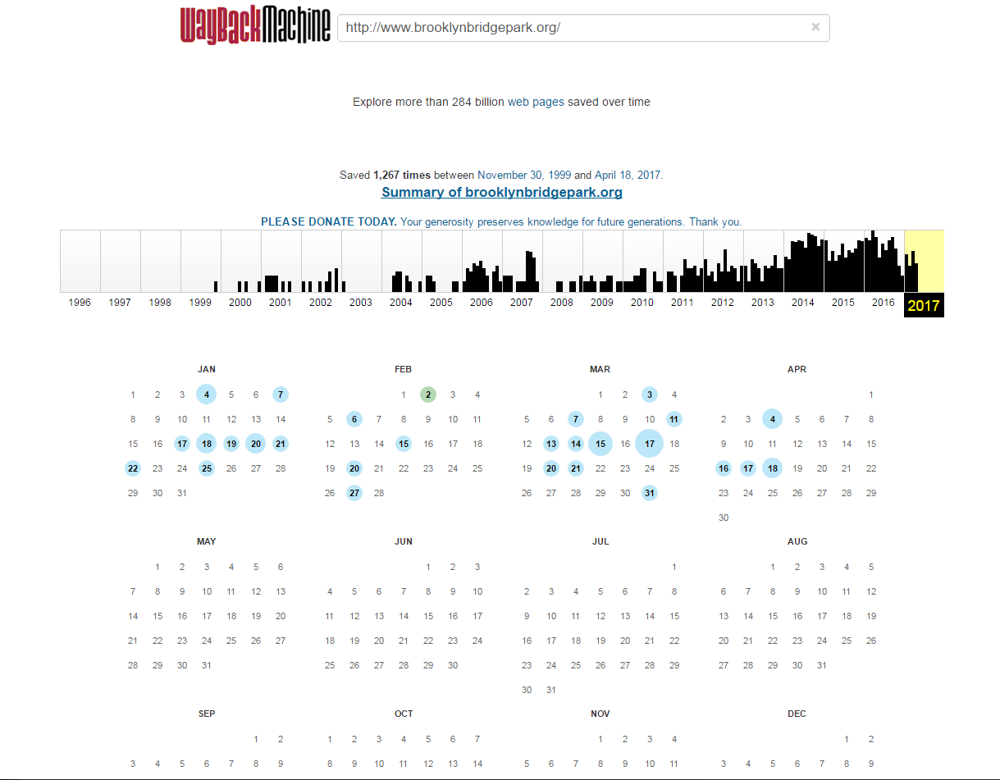 WayBackMachine
http://www.brooklynbridgepark.org/ ×
Explore more than 284 billion web pages saved over time
Saved 1,267 times between November 30, 1999 and April 18, 2017.
Summary of brooklynbridgepark.org
PLEASE DONATE TODAY. Your generosity preserves knowledge for future generations. Thank you.
1996 1997 1998 1999 2000 2001 2002 2003 2004 2005 2006 2007 2008 2009 2010 2011 2012 2013 2014 2015 2016 2017
JAN FEB MAR APR
1 2 3 4 5 6 7 1 2 3 4 1 2 3 4 1
8 9 10 11 12 13 14 5 6 7 8 9 10 11 5 6 7 8 9 10 11 2 3 4 5 6 7 8
15 16 17 18 19 20 21 12 13 14 15 16 17 18 12 13 14 15 16 17 18 9 10 11 12 13 14 15
22 23 24 25 26 27 28 19 20 21 22 23 24 25 19 20 21 22 23 24 25 16 17 18 19 20 21 22
29 30 31 26 27 28 26 27 28 29 30 31 23 24 25 26 27 28 29
30
MAY JUN JUL AUG
1 2 3 4 5 6 1 2 3 1 1 2 3 4 5
7 8 9 10 11 12 13 4 5 6 7 8 9 10 2 3 4 5 6 7 8 6 7 8 9 10 11 12
14 15 16 17 18 19 20 11 12 13 14 15 16 17 9 10 11 12 13 14 15 13 14 15 16 17 18 19
21 22 23 24 25 26 27 18 19 20 21 22 23 24 16 17 18 19 20 21 22 20 21 22 23 24 25 26
28 29 30 31 25 26 27 28 29 30 23 24 25 26 27 28 29 27 28 29 30 31
30 31
SEP OCT NOV DEC
1 2 1 2 3 4 5 6 7 1 2 3 4 1 2
3 4 5 6 7 8 9 8 9 10 11 12 13 14 5 6 7 8 9 10 11 3 4 5 6 7 8 9